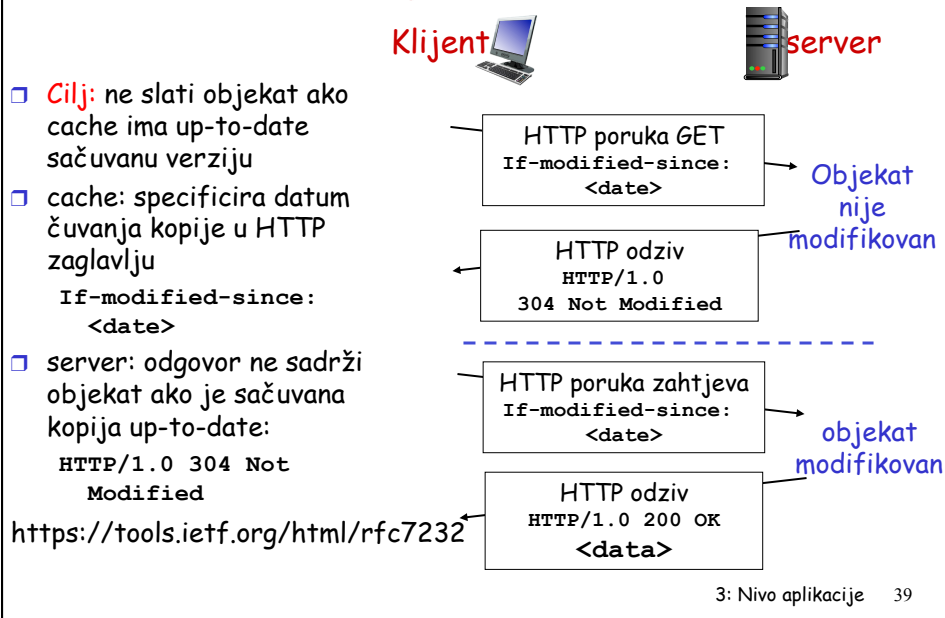 Klijent
server
Cilj: ne slati objekat ako
cache ima up-to-date
sačuvanu verziju
cache: specificira datum
čuvanja kopije u HTTP
zaglavlju
If-modified-since:
<date>
server: odgovor ne sadrži
objekat ako je sačuvana
kopija up-to-date:
HTTP/1.0 304 Not
Modified
https://tools.ietf.org/html/rfc7232
HTTP poruka GET
If-modified-since:
<date>
Objekat
nije
modifikovan
HTTP odziv
HTTP/1.0
304 Not Modified
HTTP poruka zahtjeva
If-modified-since:
<date>
objekat
modifikovan
HTTP odziv
HTTP/1.0 200 OK
<data>
3: Nivo aplikacije 39